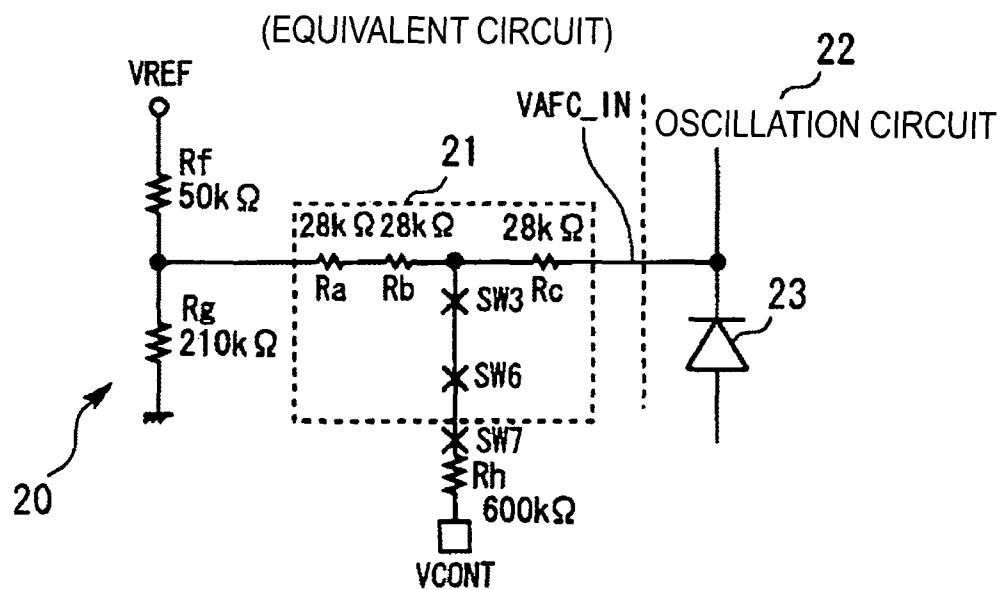 (EQUIVALENT CIRCUIT)
22
VREF
VAFC_IN
OSCILLATION CIRCUIT
21
Rf
50kΩ
28kΩ 28kΩ 28kΩ
Ra Rb Rc
SW3
23
Rg
210kΩ
SW6
SW7
20
Rh
600kΩ
VCONT